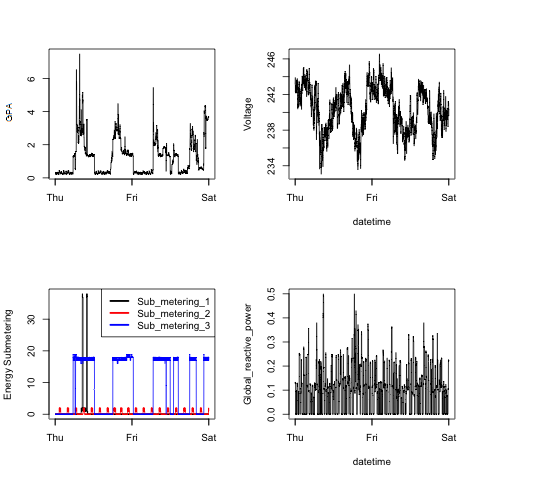 GPA
0 2 4 6
Thu Fri Sat
Voltage
234 238 242 246
Thu Fri Sat
datetime
Energy Submetering
0 10 20 30
Sub_metering_1
Sub_metering_2
Sub_metering_3
Thu Fri Sat
Global_reactive_power
0.0 0.1 0.2 0.3 0.4 0.5
Thu Fri Sat
datetime